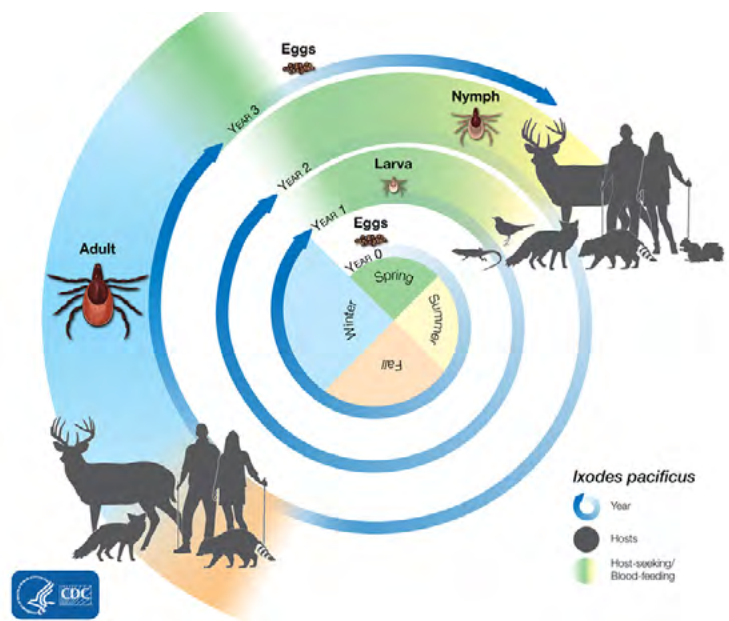 Eggs
YEAR 3
Nymph
YEAR 2
Larva
YEAR 1
Eggs
YEAR 0
Spring
Adult
Winter
Summer
Fall
Ixodes pacificus
Year
Hosts
Host-seeking/
Blood-feeding
CDC